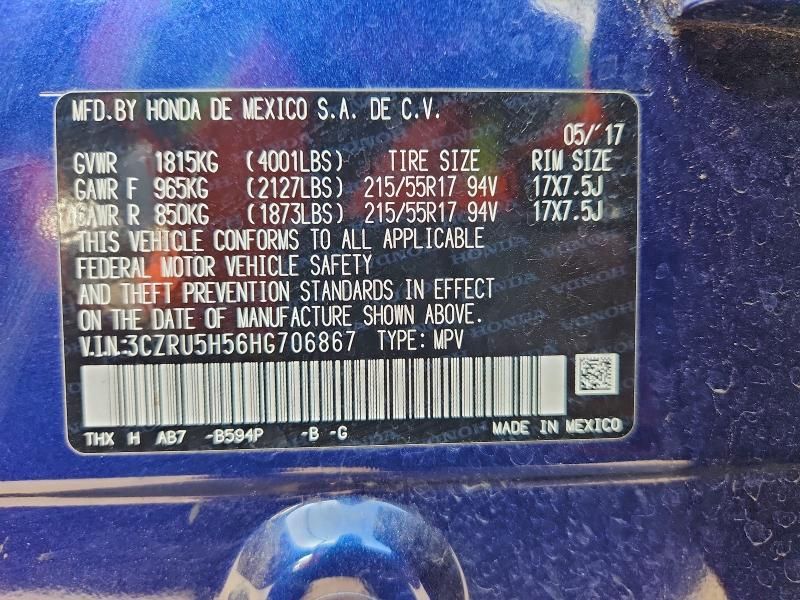 MFD. BY HONDA DE MEXICO S.A. DE C.V.
05/'17
GVWR 1815KG (4001LBS) TIRE SIZE RIM SIZE
GAWR F 965KG (2127LBS) 215/55R17 94V 17X7.5J
GAWR R 850KG (1873LBS) 215/55R17 94V 17X7.5J
THIS VEHICLE CONFORMS TO ALL APPLICABLE
FEDERAL MOTOR VEHICLE SAFETY
AND THEFT PREVENTION STANDARDS IN EFFECT
ON THE DATE OF MANUFACTURE SHOWN ABOVE.
V.I.N.:3CZRU5H56HG706867 TYPE: MPV
THX H AB7 -B594P -B -G MADE IN MEXICO